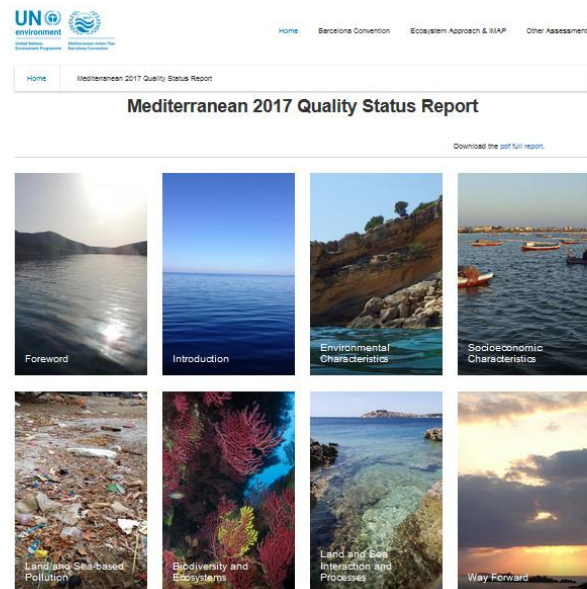 UN
environment
United Nations
Environment Programme
Mediterranean Action Plan
Barcelona Convention
Home
Barcelona Convention
Ecosystem Approach & IMAP
Other Assessment
Home
Mediterranean 2017 Quality Status Report
Mediterranean 2017 Quality Status Report
Download the pdf full report.
Foreword
Introduction
Environmental
Characteristics
Socioeconomic
Characteristics
Land and Sea-based
Pollution
Biodiversity and
Ecosystems
Land and Sea
Interaction and
Processes
Way Forward